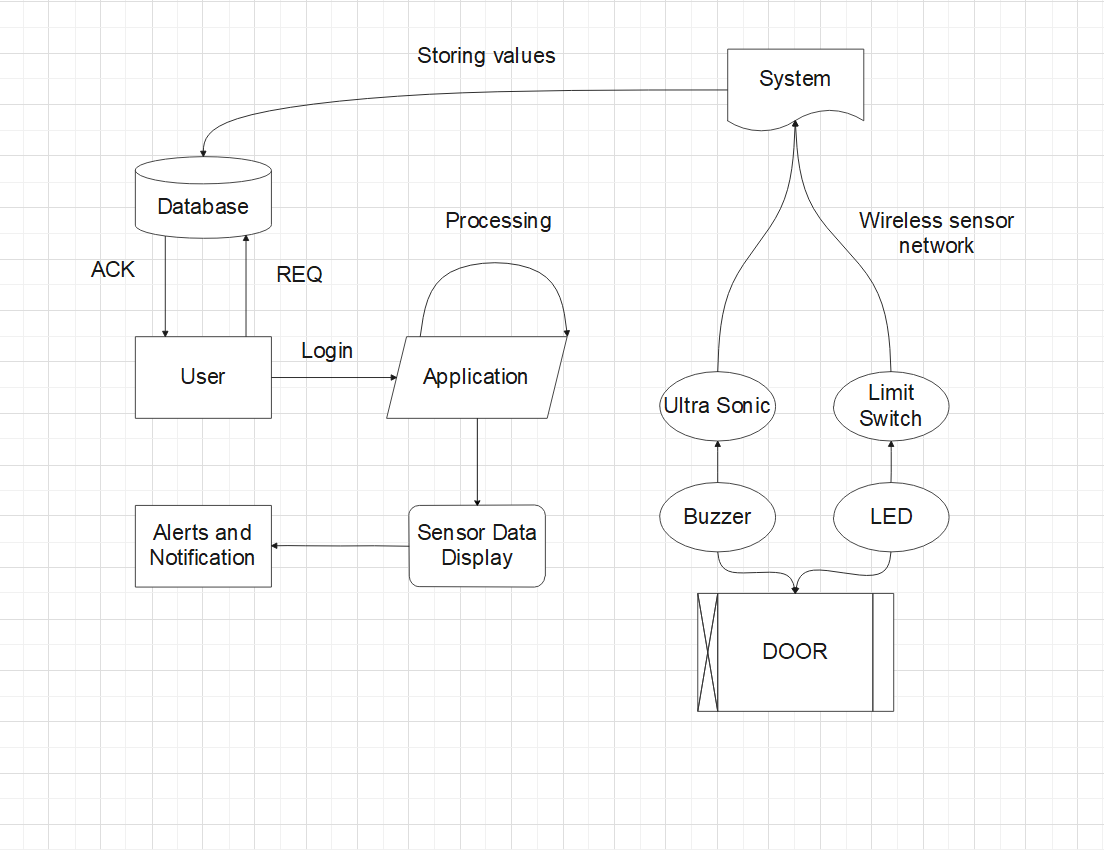 Storing values
System
Database
Processing
Wireless sensor
network
ACK
REQ
User
Login
Application
Ultra Sonic
Limit
Switch
Buzzer
LED
Alerts and
Notification
Sensor Data
Display
DOOR